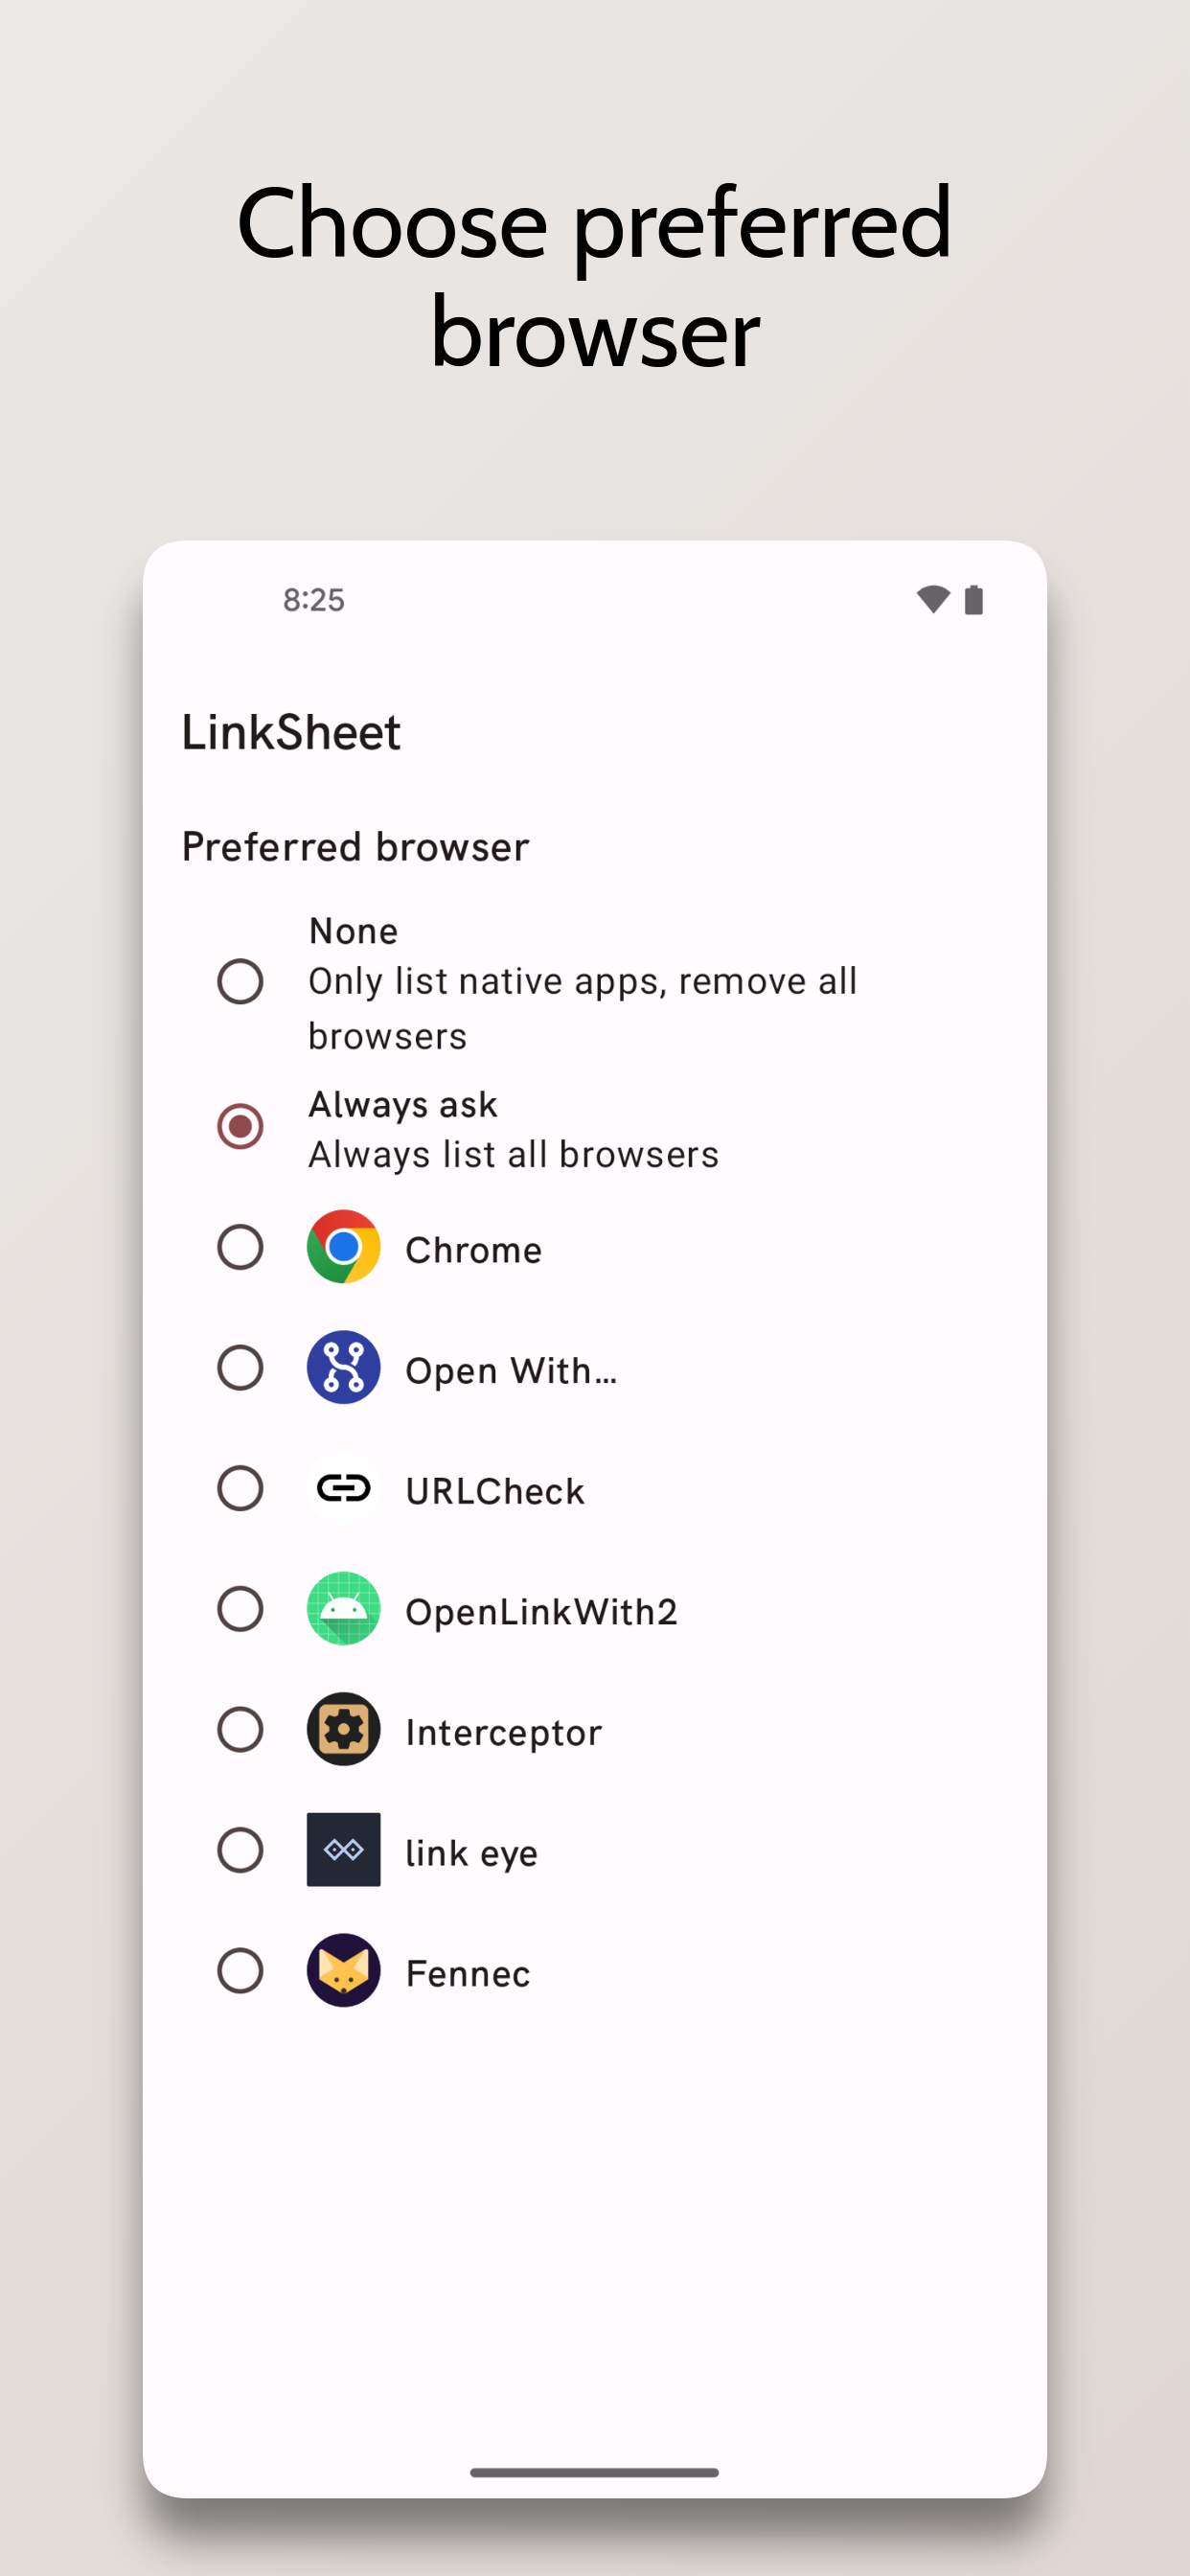 Choose preferred
browser
8:25
LinkSheet
Preferred browser
None
Only list native apps, remove all
browsers
Always ask
Always list all browsers
Chrome
Open With...
URLCheck
OpenLinkWith2
Interceptor
link eye
Fennec